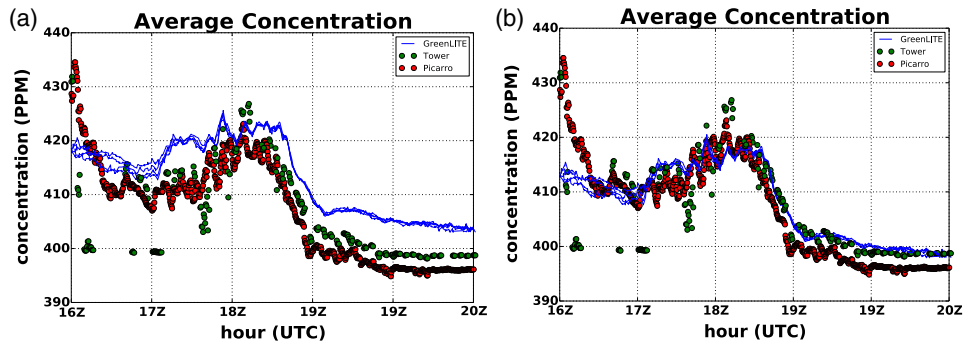 (a)
Average Concentration
GreenLITE
Tower
Picarro
concentration (PPM)
440
430
420
410
400
390
16Z 17Z 18Z 19Z 19Z 20Z
hour (UTC)
(b)
Average Concentration
GreenLITE
Tower
Picarro
concentration (PPM)
440
430
420
410
400
390
16Z 17Z 18Z 19Z 19Z 20Z
hour (UTC)